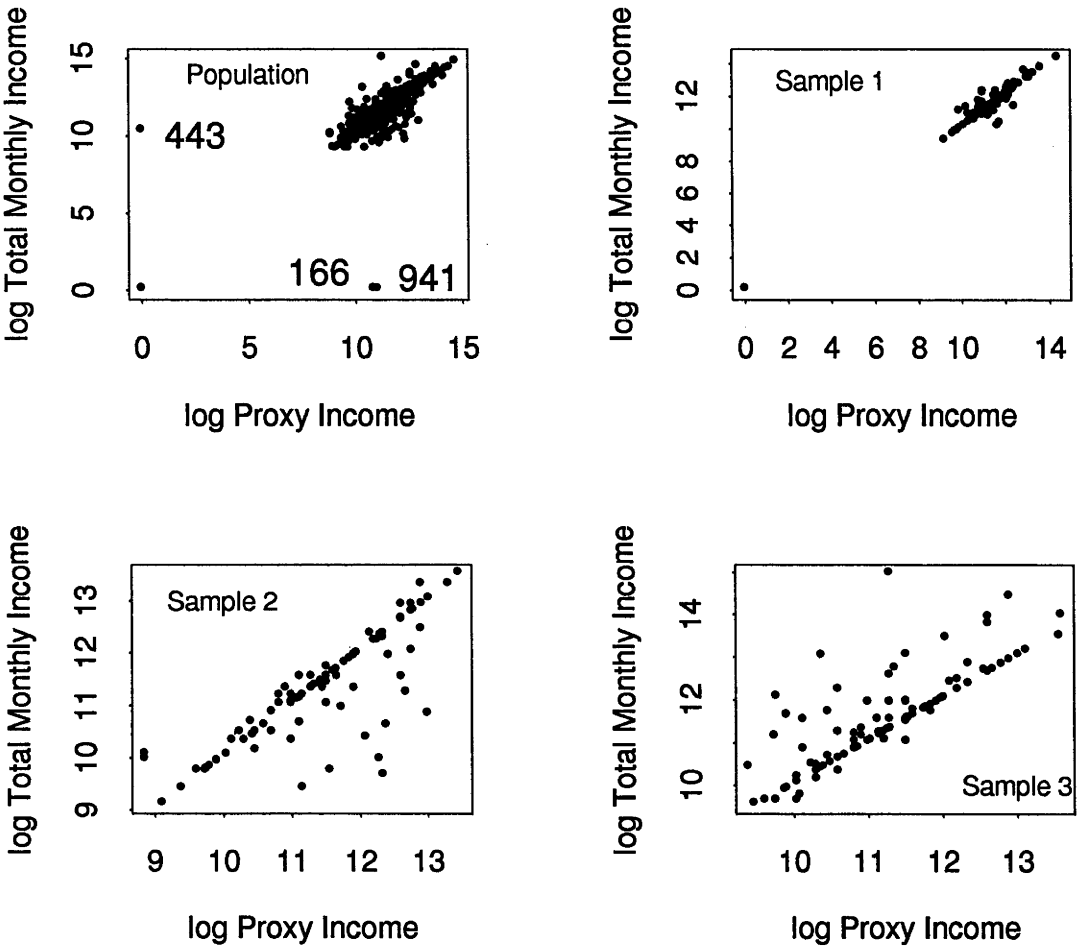 log Total Monthly Income
15
10
5
0
Population
443
166
941
0 5 10 15
log Proxy Income
log Total Monthly Income
12
8
6
4
2
0
Sample 1
0 2 4 6 8 10 14
log Proxy Income
log Total Monthly Income
13
12
11
10
9
Sample 2
9 10 11 12 13
log Proxy Income
log Total Monthly Income
14
12
10
Sample 3
10 11 12 13
log Proxy Income